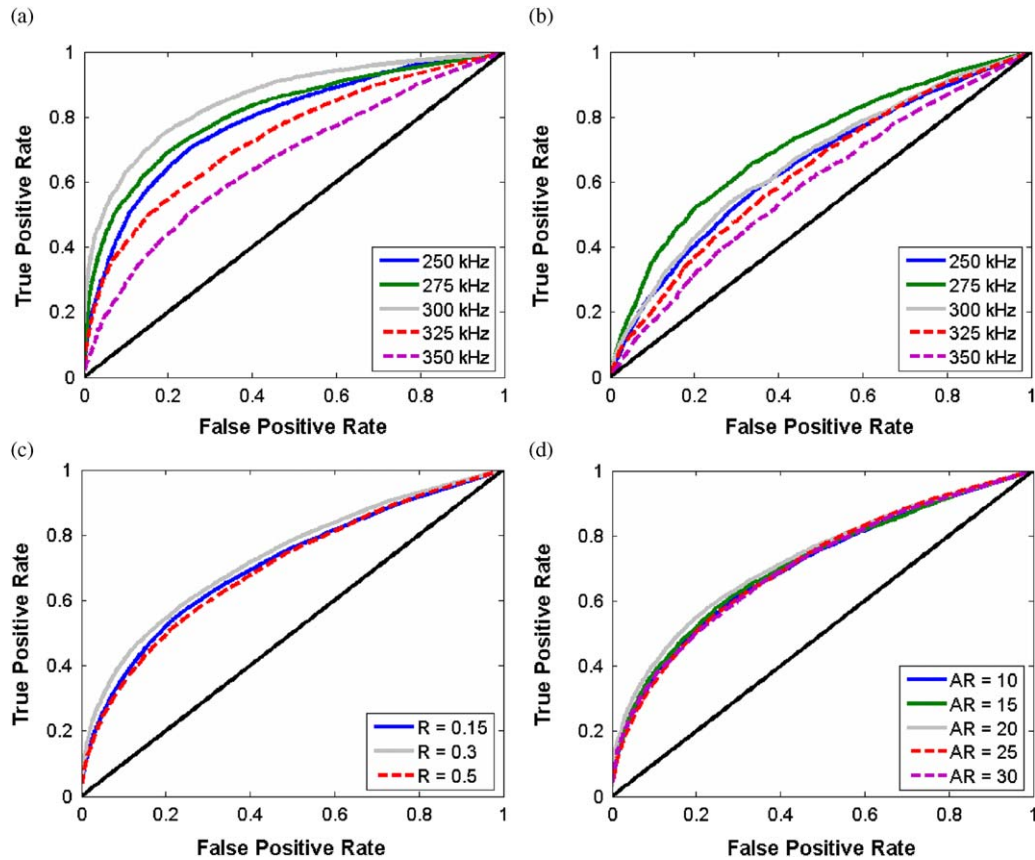 (a)
1
0.8
0.6
0.4
0.2
0
0
0.2
0.4
0.6
0.8
1
True Positive Rate
False Positive Rate
250 kHz
275 kHz
300 kHz
325 kHz
350 kHz
(b)
1
0.8
0.6
0.4
0.2
0
0
0.2
0.4
0.6
0.8
1
True Positive Rate
False Positive Rate
250 kHz
275 kHz
300 kHz
325 kHz
350 kHz
(c)
1
0.8
0.6
0.4
0.2
0
0
0.2
0.4
0.6
0.8
1
True Positive Rate
False Positive Rate
R = 0.15
R = 0.3
R = 0.5
(d)
1
0.8
0.6
0.4
0.2
0
0
0.2
0.4
0.6
0.8
1
True Positive Rate
False Positive Rate
AR = 10
AR = 15
AR = 20
AR = 25
AR = 30